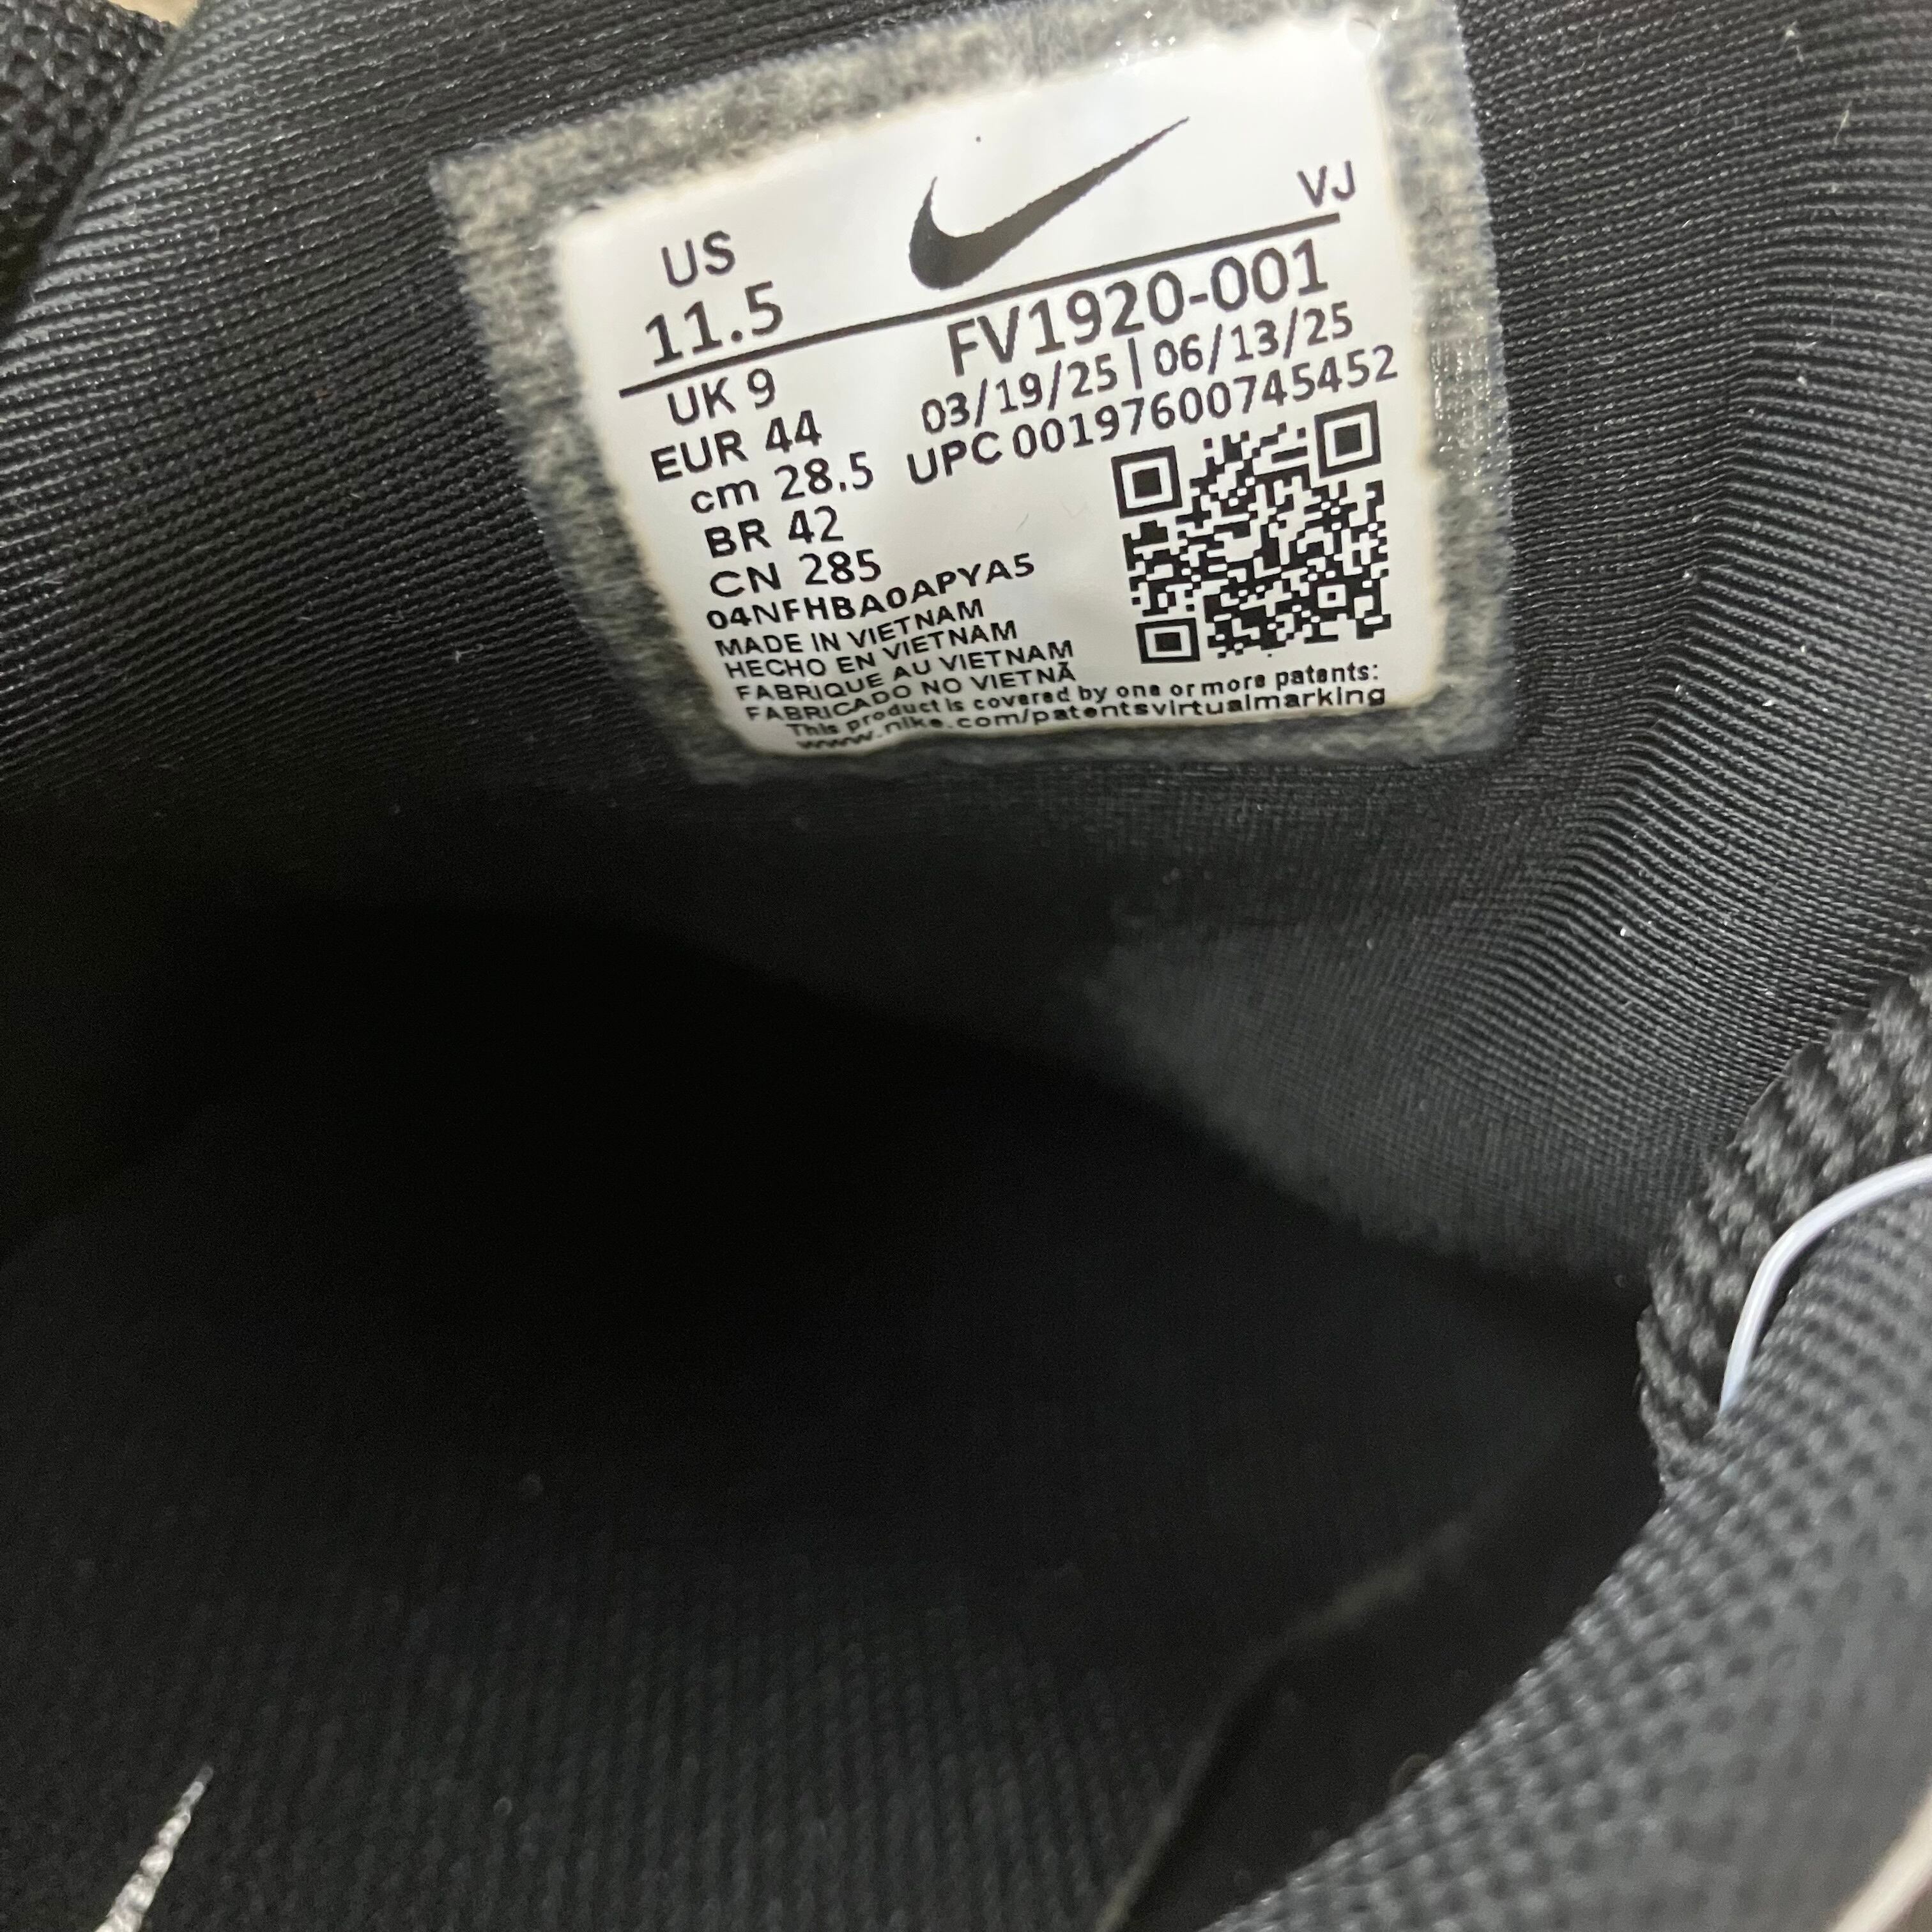 VJ
US
11.5
FV1920-001
03/19/25 | 06/13/25
UPC 00197600745452
UK 9
EUR 44
cm 28.5
BR 42
CN 285
04NFHBA0APYA5
MADE IN VIETNAM
HECHO EN VIETNAM
FABRIQUE AU VIETNAM
FABRICADO NO VIETNÃ
This product is covered by one or more patents:
www.nike.com/patentsvirtualmarking